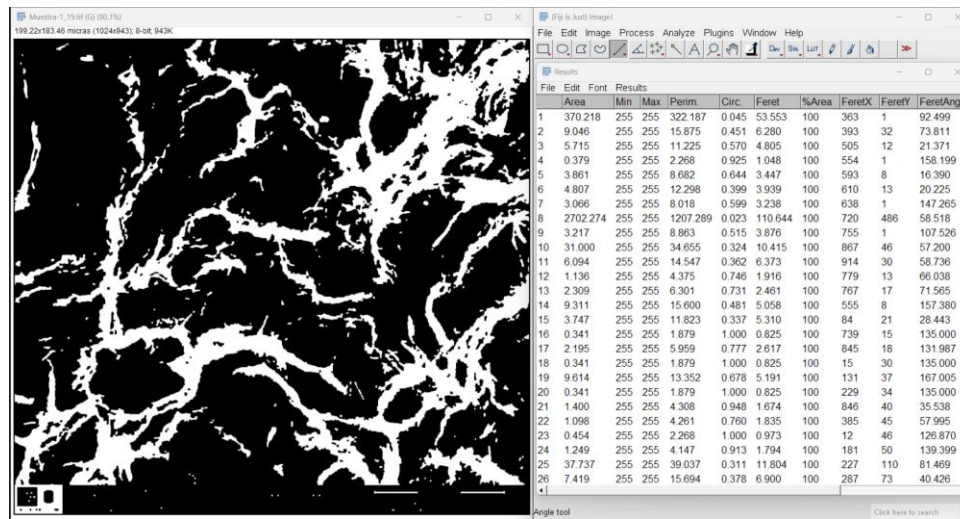 Muestra-1_19.tif (G) (80.1%)
199.22x183.46 micras (1024x943); 8-bit; 943K
(Fiji Is Just) ImageJ
File Edit Image Process Analyze Plugins Window Help
Dev Stk LUT
Results
File Edit Font Results
Area Min Max Perim. Circ. Feret %Area FeretX FeretY FeretAng
1 370.218 255 255 322.187 0.045 53.553 100 363 1 92.499
2 9.046 255 255 15.875 0.451 6.280 100 393 32 73.811
3 5.715 255 255 11.225 0.570 4.805 100 505 12 21.371
4 0.379 255 255 2.268 0.925 1.048 100 554 1 158.199
5 3.861 255 255 8.682 0.644 3.447 100 593 8 16.390
6 4.807 255 255 12.298 0.399 3.939 100 610 13 20.225
7 3.066 255 255 8.018 0.599 3.238 100 638 1 147.265
8 2702.274 255 255 1207.289 0.023 110.644 100 720 486 58.518
9 3.217 255 255 8.863 0.515 3.876 100 755 1 107.526
10 31.000 255 255 34.655 0.324 10.415 100 867 46 57.200
11 6.094 255 255 14.547 0.362 6.373 100 914 30 58.736
12 1.136 255 255 4.375 0.746 1.916 100 779 13 66.038
13 2.309 255 255 6.301 0.731 2.461 100 767 17 71.565
14 9.311 255 255 15.600 0.481 5.058 100 555 8 157.380
15 3.747 255 255 11.823 0.337 5.310 100 84 21 28.443
16 0.341 255 255 1.879 1.000 0.825 100 739 15 135.000
17 2.195 255 255 5.959 0.777 2.617 100 845 18 131.987
18 0.341 255 255 1.879 1.000 0.825 100 15 30 135.000
19 9.614 255 255 13.352 0.678 5.191 100 131 37 167.005
20 0.341 255 255 1.879 1.000 0.825 100 229 34 135.000
21 1.400 255 255 4.308 0.948 1.674 100 846 40 35.538
22 1.098 255 255 4.261 0.760 1.835 100 385 45 57.995
23 0.454 255 255 2.268 1.000 0.973 100 12 46 126.870
24 1.249 255 255 4.147 0.913 1.794 100 181 50 139.399
25 37.737 255 255 39.037 0.311 11.804 100 227 110 81.469
26 7.419 255 255 15.694 0.378 6.900 100 287 73 40.426
Angle tool
Click here to search